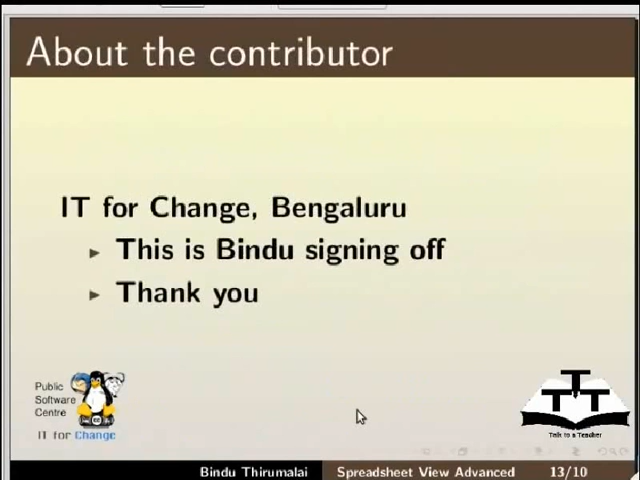 About the contributor
IT for Change, Bengaluru
This is Bindu signing off
Thank you
Public
Software
Centre
IT for Change
TTT
Talk to a Teacher
Bindu Thirumalai
Spreadsheet View Advanced
13/10